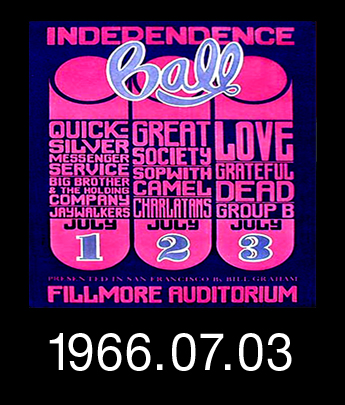 INDEPENDENCE
Ball
QUICK-
SILVER
MESSENGER
SERVICE
BIG BROTHER
& THE HOLDING
COMPANY
JAYWALKERS
JULY
1
GREAT
SOCIETY
SOPWITH
CAMEL
CHARLATANS
JULY
2
LOVE
GRATEFUL
DEAD
GROUP B
JULY
3
PRESENTED IN SAN FRANCISCO By BILL GRAHAM
FILLMORE AUDITORIUM
1966.07.03